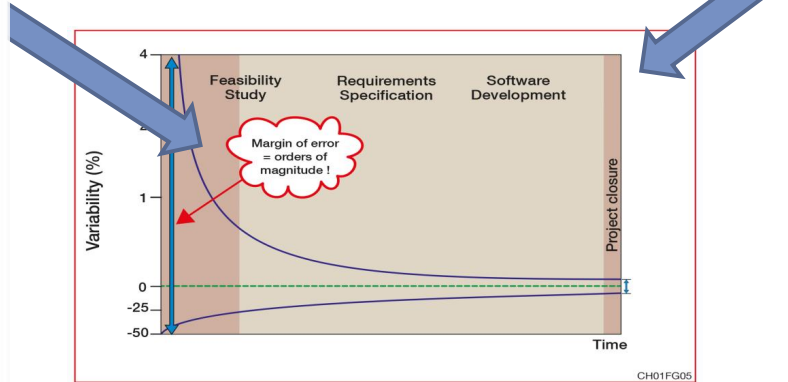 4
Feasibility
Study
Requirements
Specification
Software
Development
Margin of error
= orders of
magnitude !
Variability (%)
1
Project closure
0
-25
-50
Time
CH01FG05